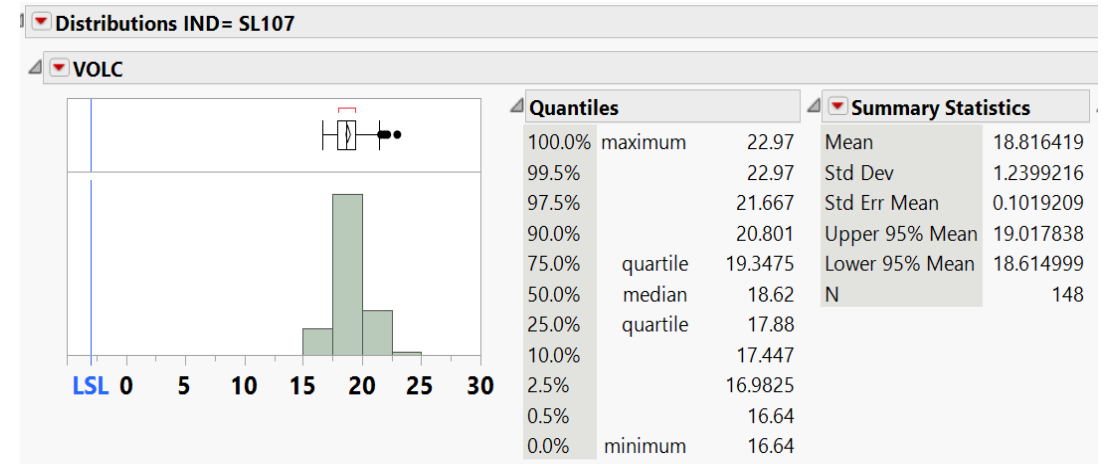 Distributions IND= SL107
VOLC
LSL 0 5 10 15 20 25 30
Quantiles
100.0% maximum 22.97
99.5% 22.97
97.5% 21.667
90.0% 20.801
75.0% quartile 19.3475
50.0% median 18.62
25.0% quartile 17.88
10.0% 17.447
2.5% 16.9825
0.5% 16.64
0.0% minimum 16.64
Summary Statistics
Mean 18.816419
Std Dev 1.2399216
Std Err Mean 0.1019209
Upper 95% Mean 19.017838
Lower 95% Mean 18.614999
N 148